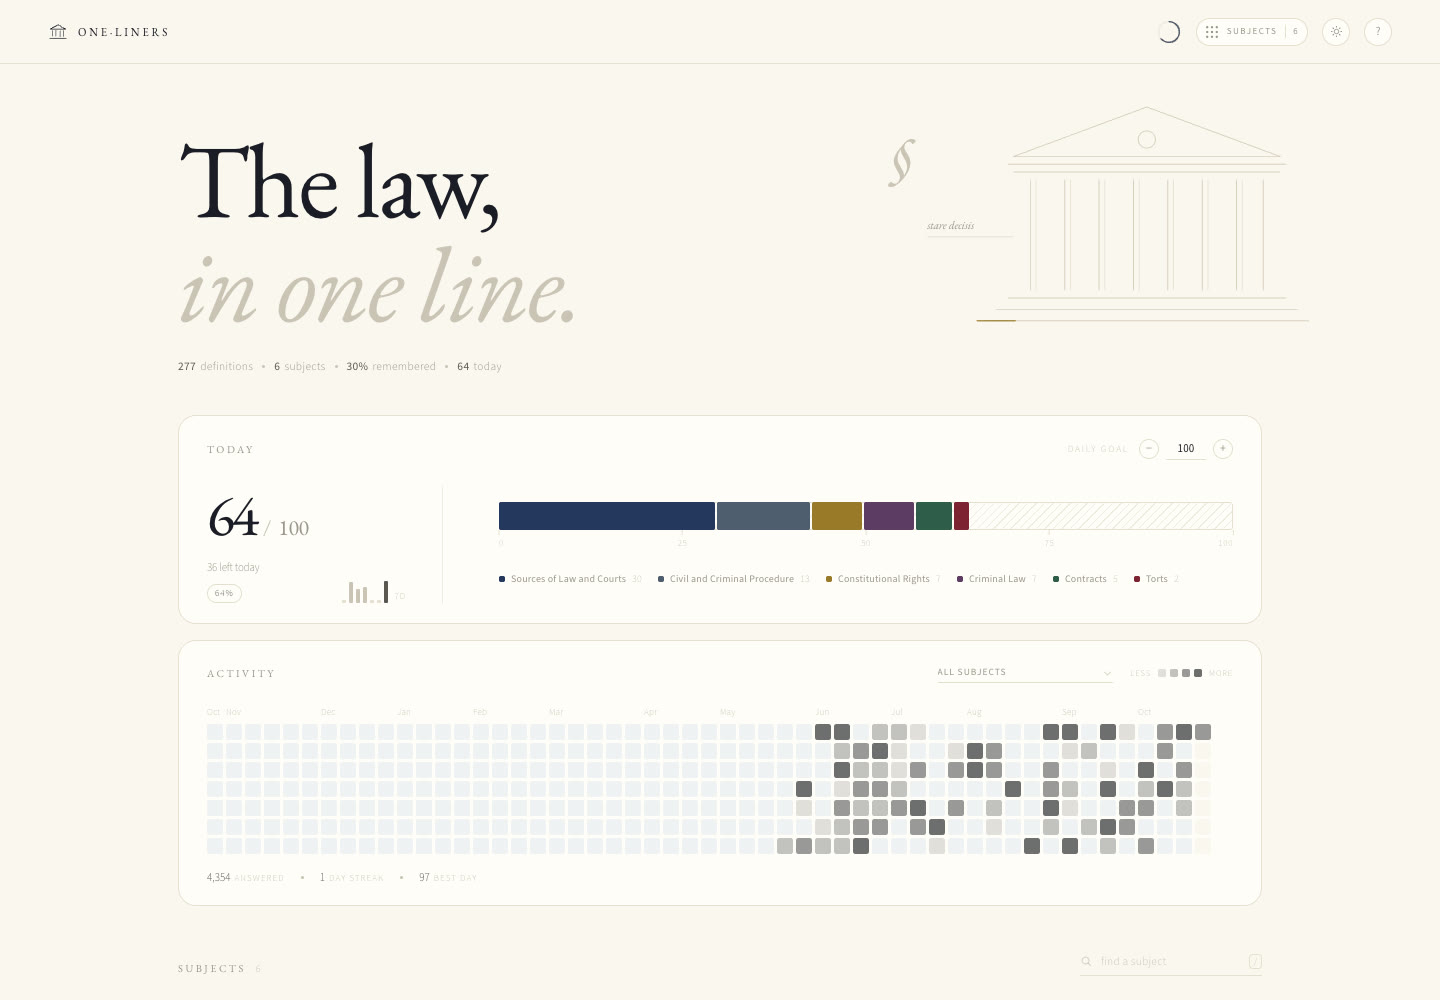 ONE·LINERS
SUBJECTS 6
?
The law,
in one line.
§
stare decisis
277 definitions • 6 subjects • 30% remembered • 64 today
TODAY
DAILY GOAL − 100 +
64 / 100
36 left today
64%
TD
0 25 50 75 100
Sources of Law and Courts 30 Civil and Criminal Procedure 13 Constitutional Rights 7 Criminal Law 7 Contracts 5 Torts 2
ACTIVITY
ALL SUBJECTS
LESS MORE
Oct Nov Dec Jan Feb Mar Apr May Jun Jul Aug Sep Oct
4,354 ANSWERED • 1 DAY STREAK • 97 BEST DAY
SUBJECTS 6
find a subject /